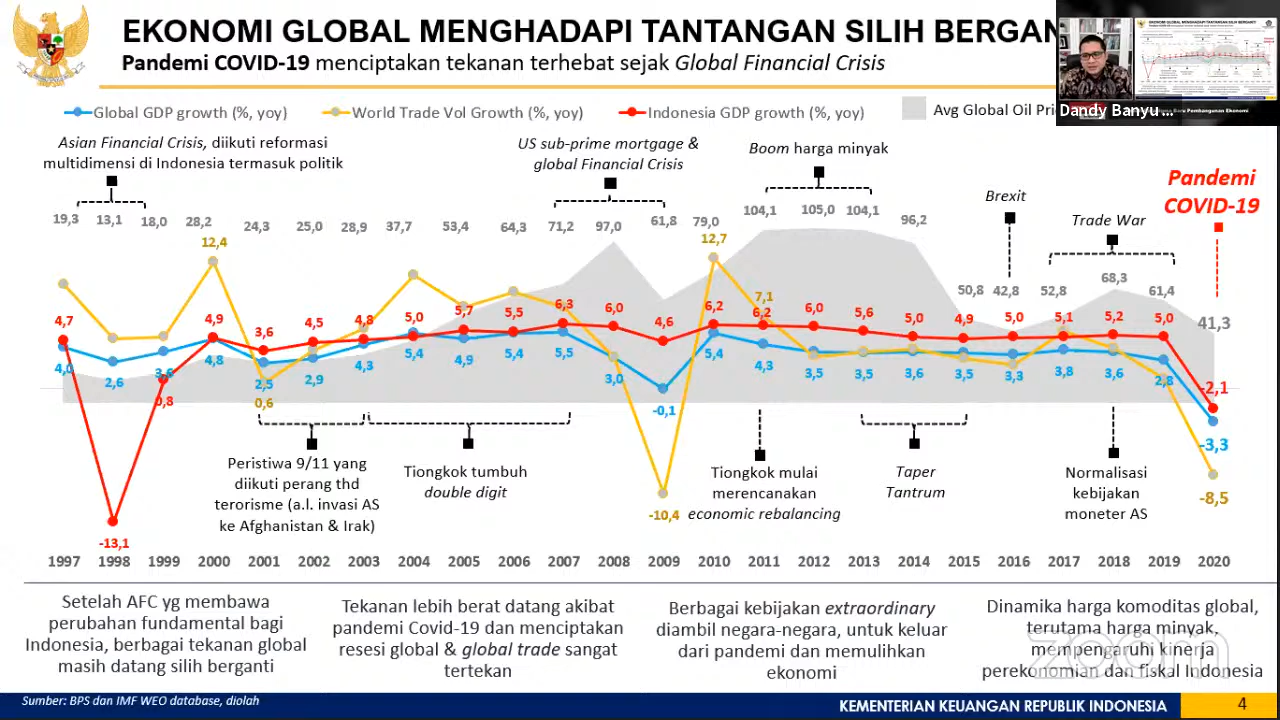 EKONOMI GLOBAL MENGHADAPI TANTANGAN SILIH BERGAN
Pandemi COVID-19 menciptakan tekanan terhebat sejak Global Financial Crisis
Global GDP growth (%, yoy)
World Trade Volume yoy)
Indonesia GDP (%, yoy)
Avg Global Oil Pri
Dandy Banyu ...
Asian Financial Crisis, diikuti reformasi
multidimensi di Indonesia termasuk politik
US sub-prime mortgage &
global Financial Crisis
Boom harga minyak
Brexit
Trade War
Pandemi
COVID-19
19,3 13,1 18,0 28,2 24,3 25,0 28,9 37,7 53,4 64,3 71,2 97,0 61,8 79,0 104,1 105,0 104,1 96,2 50,8 42,8 52,8 68,3 61,4 41,3
12,4 0,6 -10,4 12,7 7,1 -8,5
4,7 -13,1 0,8 4,9 3,6 4,5 4,8 5,0 5,7 5,5 6,3 6,0 4,6 6,2 6,2 6,0 5,6 5,0 4,9 5,0 5,1 5,2 5,0 -2,1
4,0 2,6 3,6 4,8 2,5 2,9 4,3 5,4 4,9 5,4 5,5 3,0 -0,1 5,4 4,3 3,5 3,5 3,6 3,5 3,3 3,8 3,6 2,8 -3,3
Peristiwa 9/11 yang
diikuti perang thd
terorisme (a.l. invasi AS
ke Afghanistan & Irak)
Tiongkok tumbuh
double digit
Tiongkok mulai
merencanakan
economic rebalancing
Taper
Tantrum
Normalisasi
kebijakan
moneter AS
1997 1998 1999 2000 2001 2002 2003 2004 2005 2006 2007 2008 2009 2010 2011 2012 2013 2014 2015 2016 2017 2018 2019 2020
Setelah AFC yg membawa
perubahan fundamental bagi
Indonesia, berbagai tekanan global
masih datang silih berganti
Tekanan lebih berat datang akibat
pandemi Covid-19 dan menciptakan
resesi global & global trade sangat
tertekan
Berbagai kebijakan extraordinary
diambil negara-negara, untuk keluar
dari pandemi dan memulihkan
ekonomi
Dinamika harga komoditas global,
terutama harga minyak,
mempengaruhi kinerja
perekonomian dan fiskal Indonesia
zoom
Sumber: BPS dan IMF WEO database, diolah
KEMENTERIAN KEUANGAN REPUBLIK INDONESIA
4